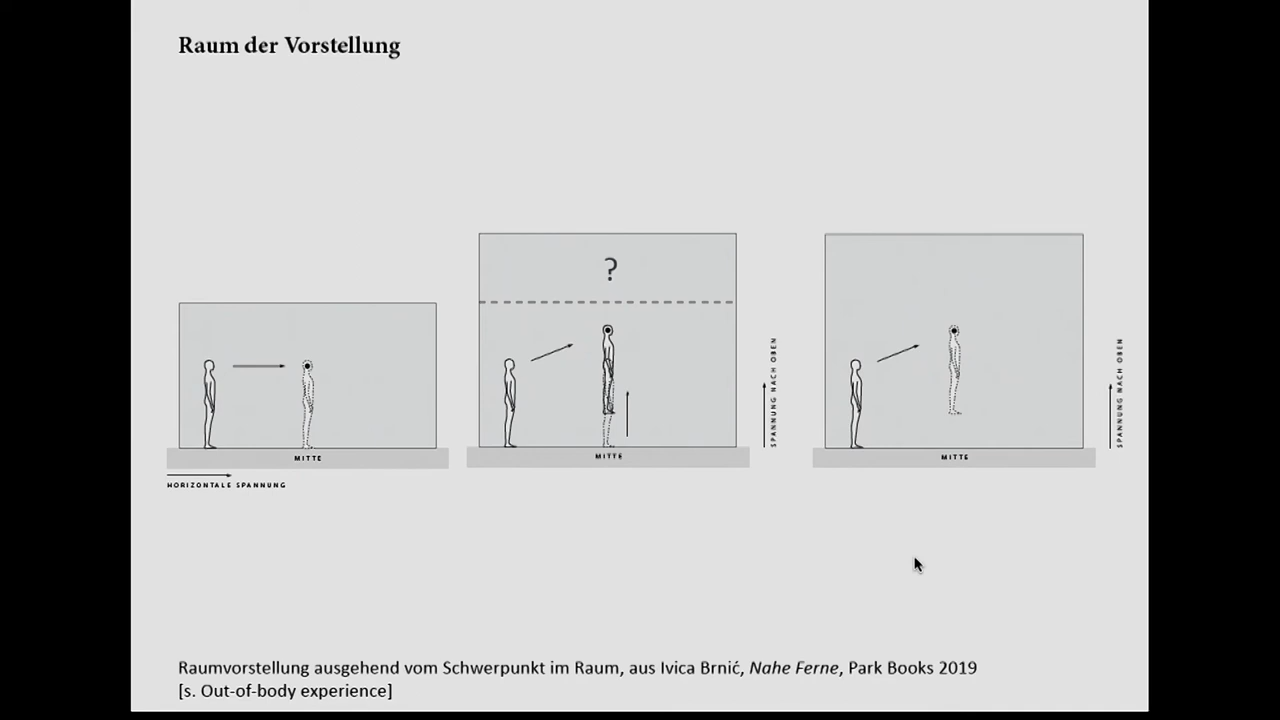 Raum der Vorstellung
?
MITTE
HORIZONTALE SPANNUNG
MITTE
SPANNUNG NACH OBEN
MITTE
SPANNUNG NACH OBEN
Raumvorstellung ausgehend vom Schwerpunkt im Raum, aus Ivica Brnić, Nahe Ferne, Park Books 2019
[s. Out-of-body experience]